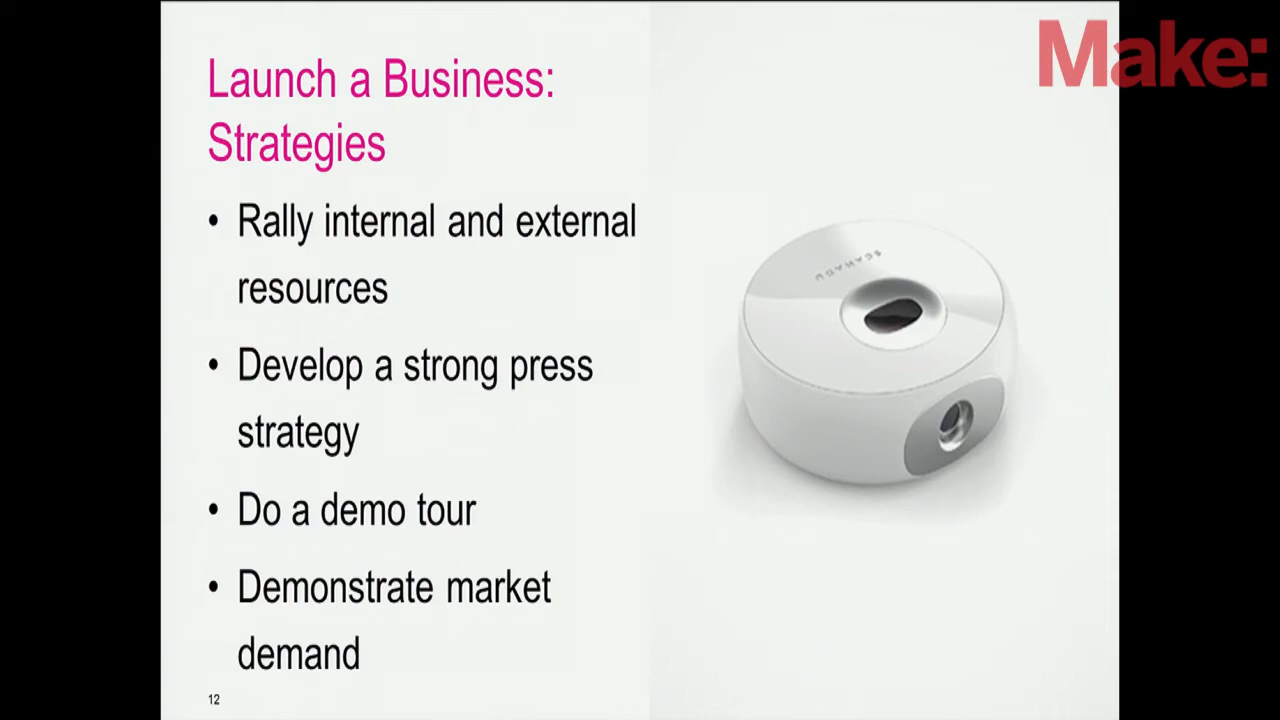 Make:
Launch a Business:
Strategies
• Rally internal and external
resources
• Develop a strong press
strategy
• Do a demo tour
• Demonstrate market
demand
SCANADU
12